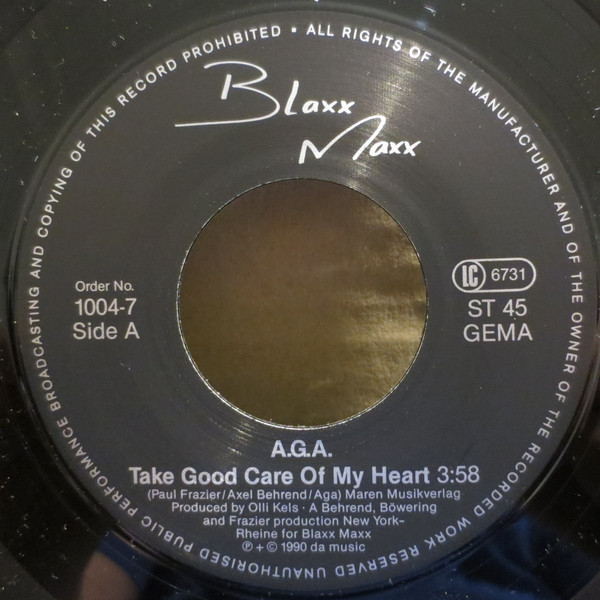 UNAUTHORISED PUBLIC PERFORMANCE BROADCASTING AND COPYING OF THIS RECORD PROHIBITED • ALL RIGHTS OF THE MANUFACTURER AND OF THE OWNER OF THE RECORDED WORK RESERVED
Blaxx
Maxx
Order No.
1004-7
Side A
LC 6731
ST 45
GEMA
A.G.A.
Take Good Care Of My Heart 3:58
(Paul Frazier/Axel Behrend/Aga) Maren Musikverlag
Produced by Olli Kels · A Behrend, Böwering
and Frazier production New York-
Rheine for Blaxx Maxx
℗ + © 1990 da music